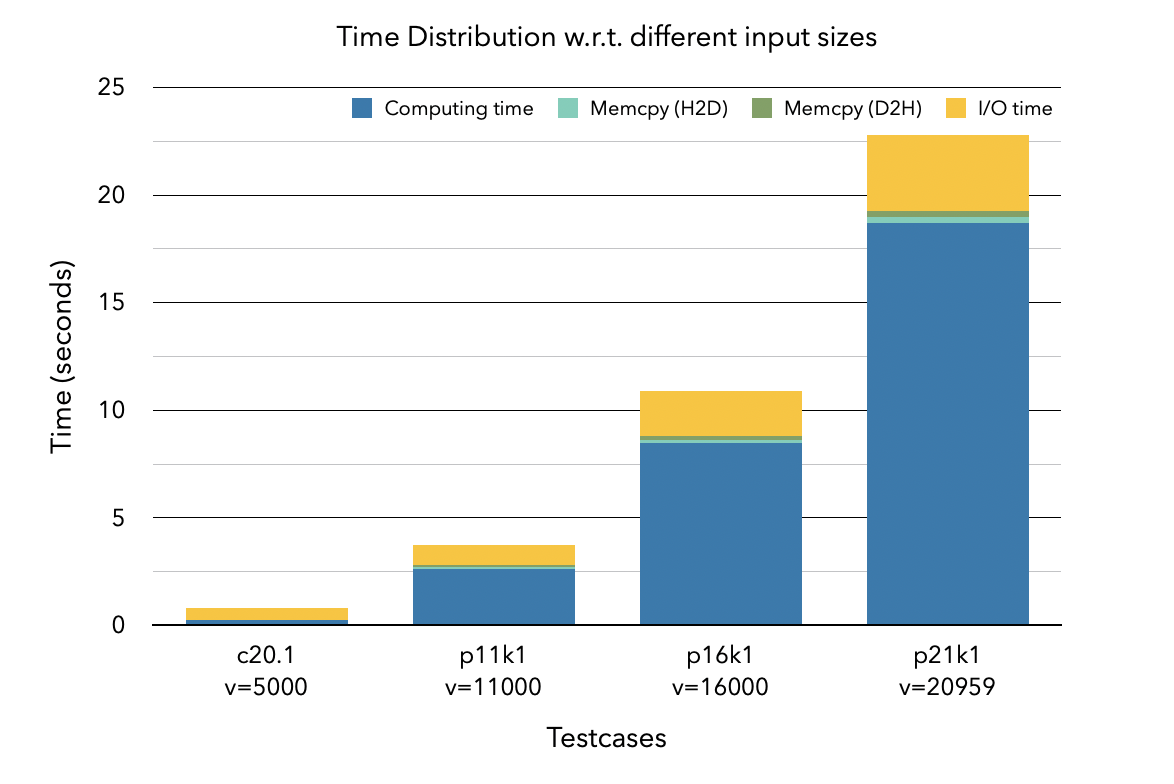 Time Distribution w.r.t. different input sizes
25
Computing time Memcpy (H2D) Memcpy (D2H) I/O time
20
15
10
5
0
Time (seconds)
c20.1 p11k1 p16k1 p21k1
v=5000 v=11000 v=16000 v=20959
Testcases